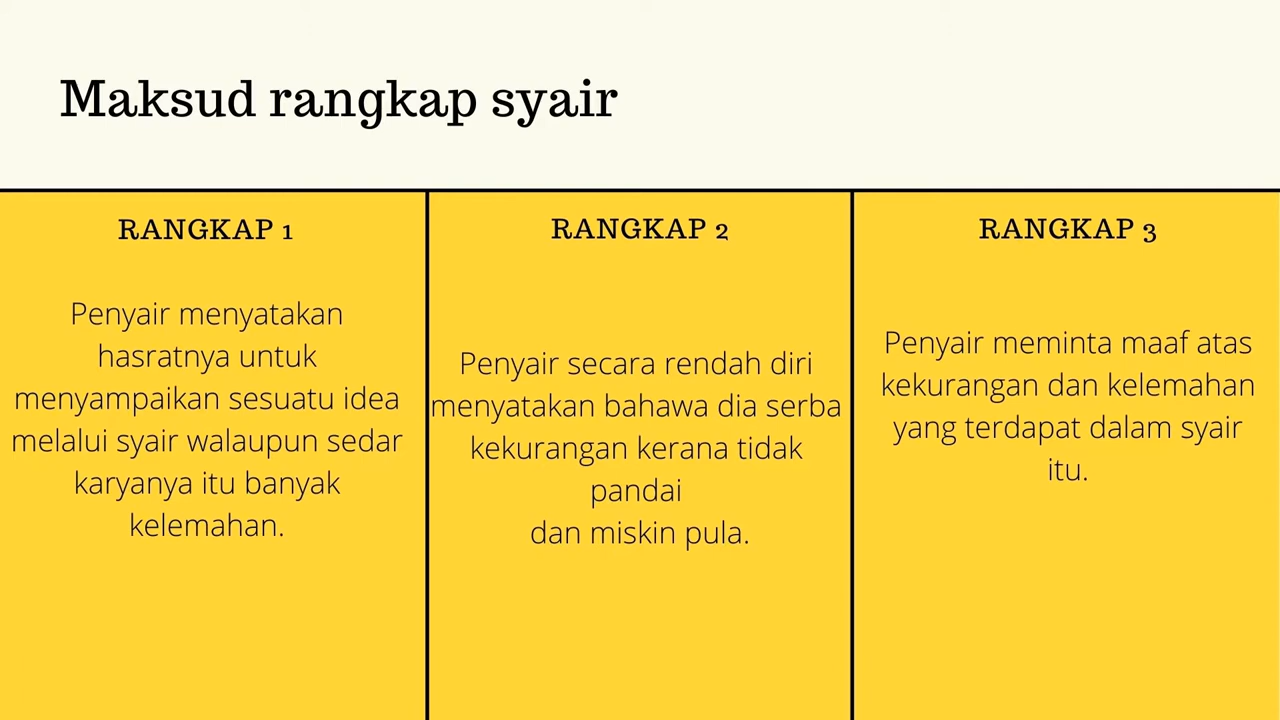 Maksud rangkap syair
RANGKAP 1
Penyair menyatakan
hasratnya untuk
menyampaikan sesuatu idea
melalui syair walaupun sedar
karyanya itu banyak
kelemahan.
RANGKAP 2
Penyair secara rendah diri
menyatakan bahawa dia serba
kekurangan kerana tidak
pandai
dan miskin pula.
RANGKAP 3
Penyair meminta maaf atas
kekurangan dan kelemahan
yang terdapat dalam syair
itu.